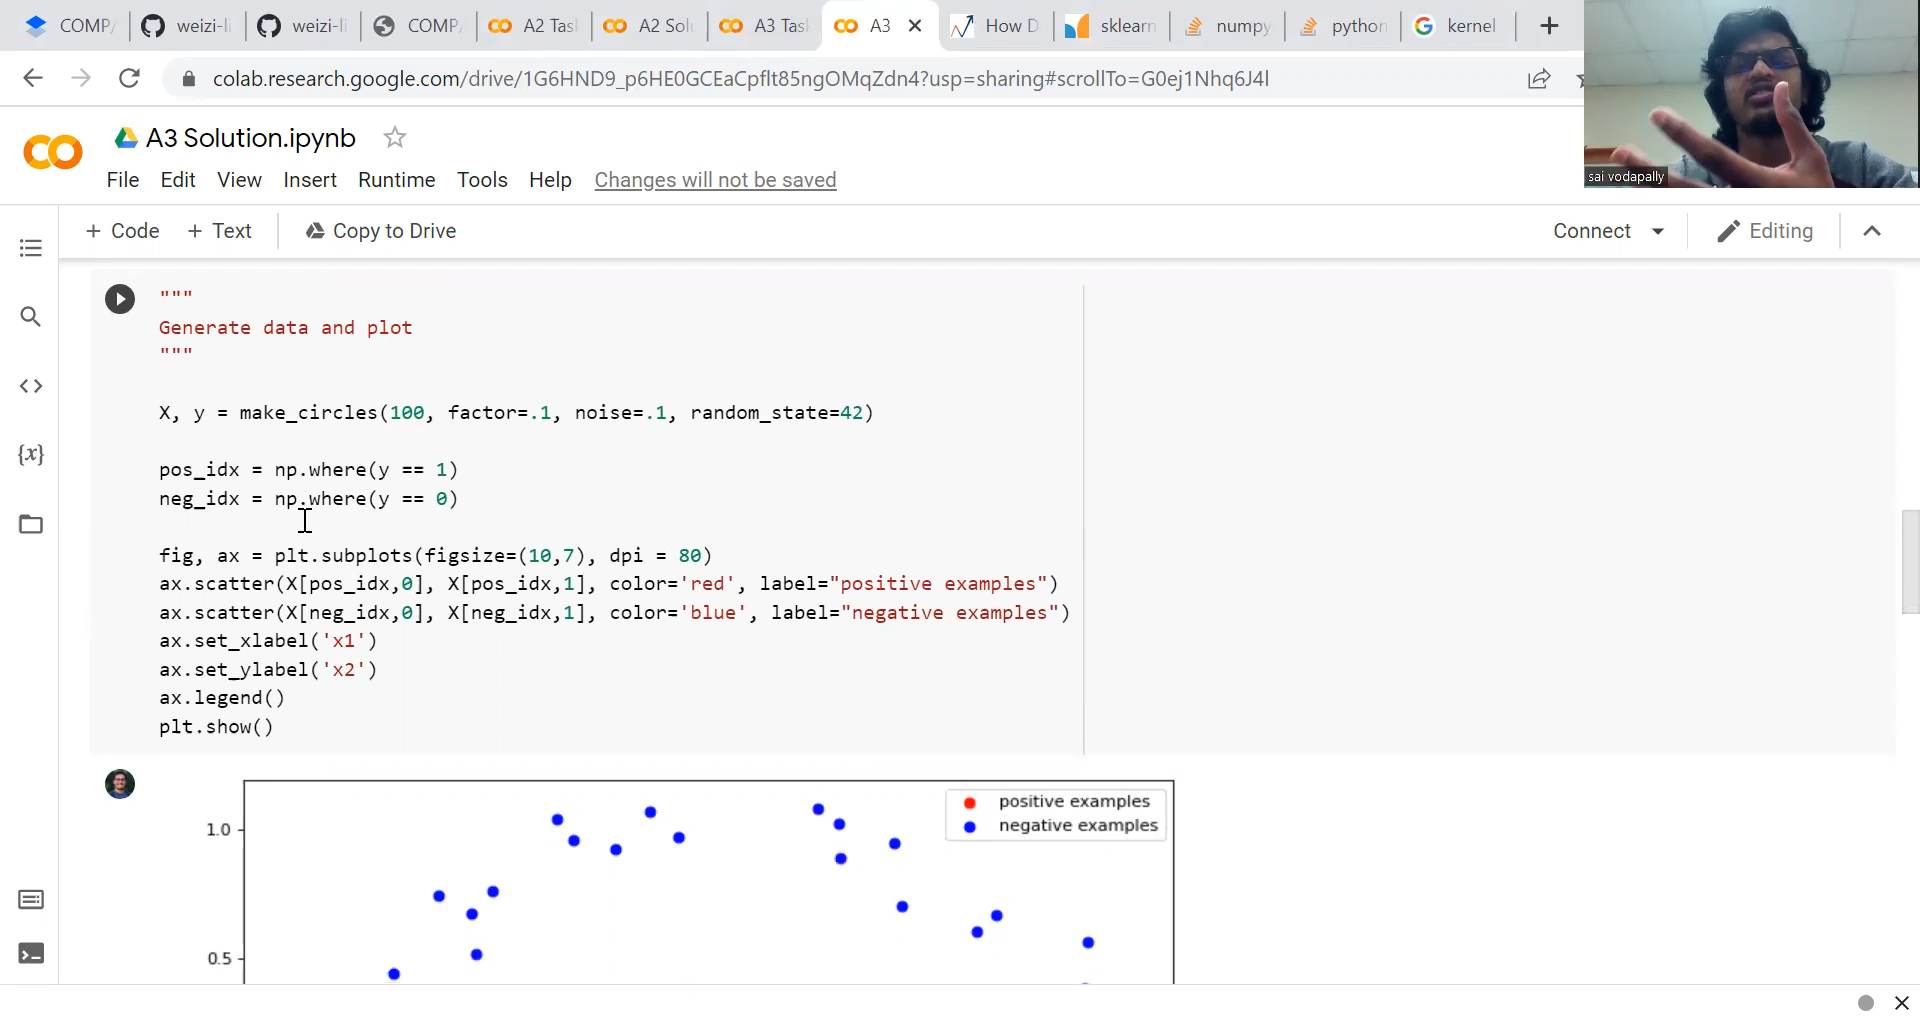 COMP/
weizi-li
weizi-li
COMP/
A2 Tas
A2 Solu
A3 Task
A3
How D
sklearn
numpy
python
kernel
colab.research.google.com/drive/1G6HND9_p6HE0GCEaCpflt85ngOMqZdn4?usp=sharing#scrollTo=G0ej1Nhq6J4l
sai vodapally
A3 Solution.ipynb
File Edit View Insert Runtime Tools Help Changes will not be saved
+ Code + Text Copy to Drive Connect Editing
"""
Generate data and plot
"""
X, y = make_circles(100, factor=.1, noise=.1, random_state=42)
pos_idx = np.where(y == 1)
neg_idx = np.where(y == 0)
fig, ax = plt.subplots(figsize=(10,7), dpi = 80)
ax.scatter(X[pos_idx,0], X[pos_idx,1], color='red', label="positive examples")
ax.scatter(X[neg_idx,0], X[neg_idx,1], color='blue', label="negative examples")
ax.set_xlabel('x1')
ax.set_ylabel('x2')
ax.legend()
plt.show()
positive examples
negative examples
1.0
0.5